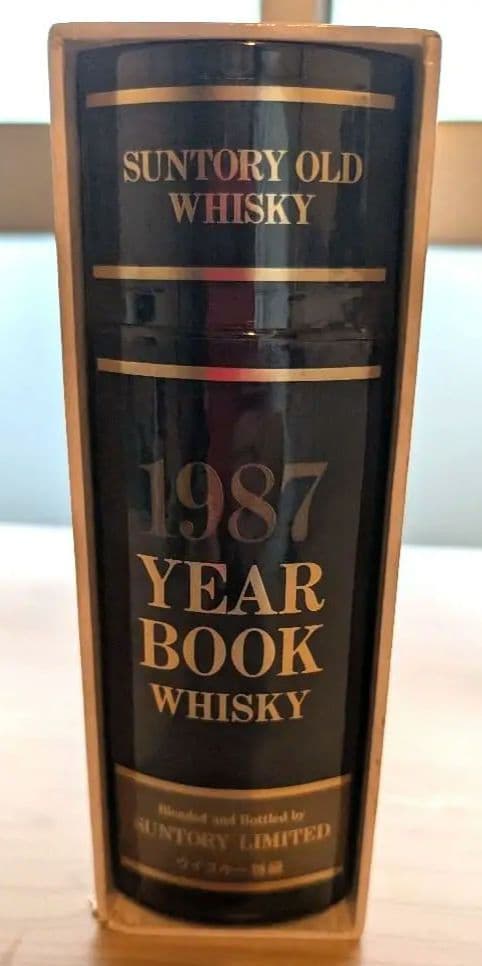 SUNTORY OLD
WHISKY
1987
YEAR
BOOK
WHISKY
Blended and Bottled by
SUNTORY LIMITED
ウイスキー特級